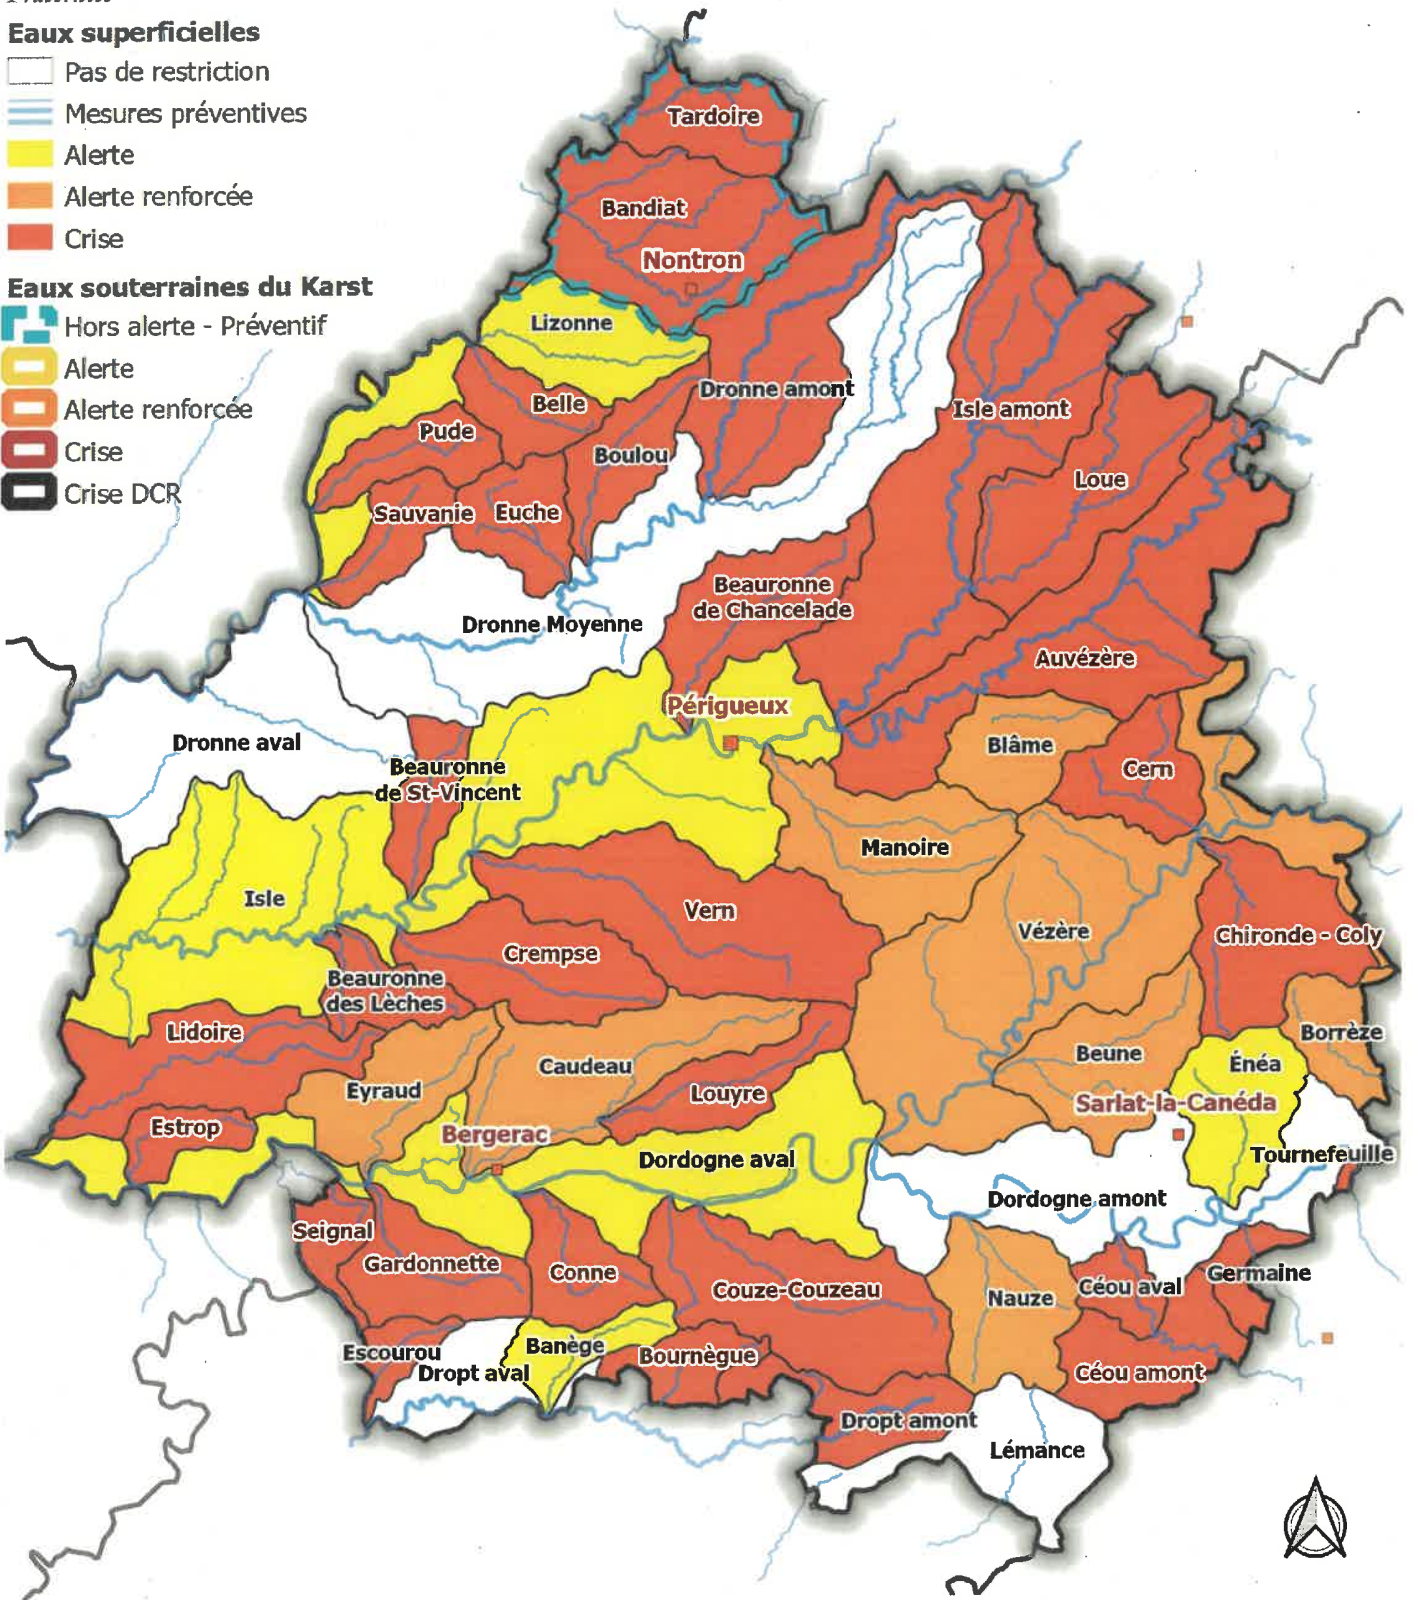 Eaux superficielles
Pas de restriction
Mesures préventives
Alerte
Alerte renforcée
Crise
Eaux souterraines du Karst
Hors alerte - Préventif
Alerte
Alerte renforcée
Crise
Crise DCR
Tardoire
Bandiat
Nontron
Lizonne
Dronne amont
Belle
Isle amont
Pude
Boulou
Loue
Sauvanie
Euche
Beauronne
de Chancelade
Dronne Moyenne
Auvézère
Périgueux
Dronne aval
Blâme
Beauronne
de St-Vincent
Cern
Manoire
Isle
Vern
Vézère
Chironde - Coly
Crempse
Beauronne
des Lèches
Lidoire
Borrèze
Beune
Énéa
Caudeau
Eyraud
Louyre
Sarlat-la-Canéda
Estrop
Bergerac
Tournefeuille
Dordogne aval
Dordogne amont
Seignal
Gardonnette
Conne
Germaine
Céou aval
Couze-Couzeau
Nauze
Banège
Escourou
Bournègue
Dropt aval
Céou amont
Dropt amont
Lémance